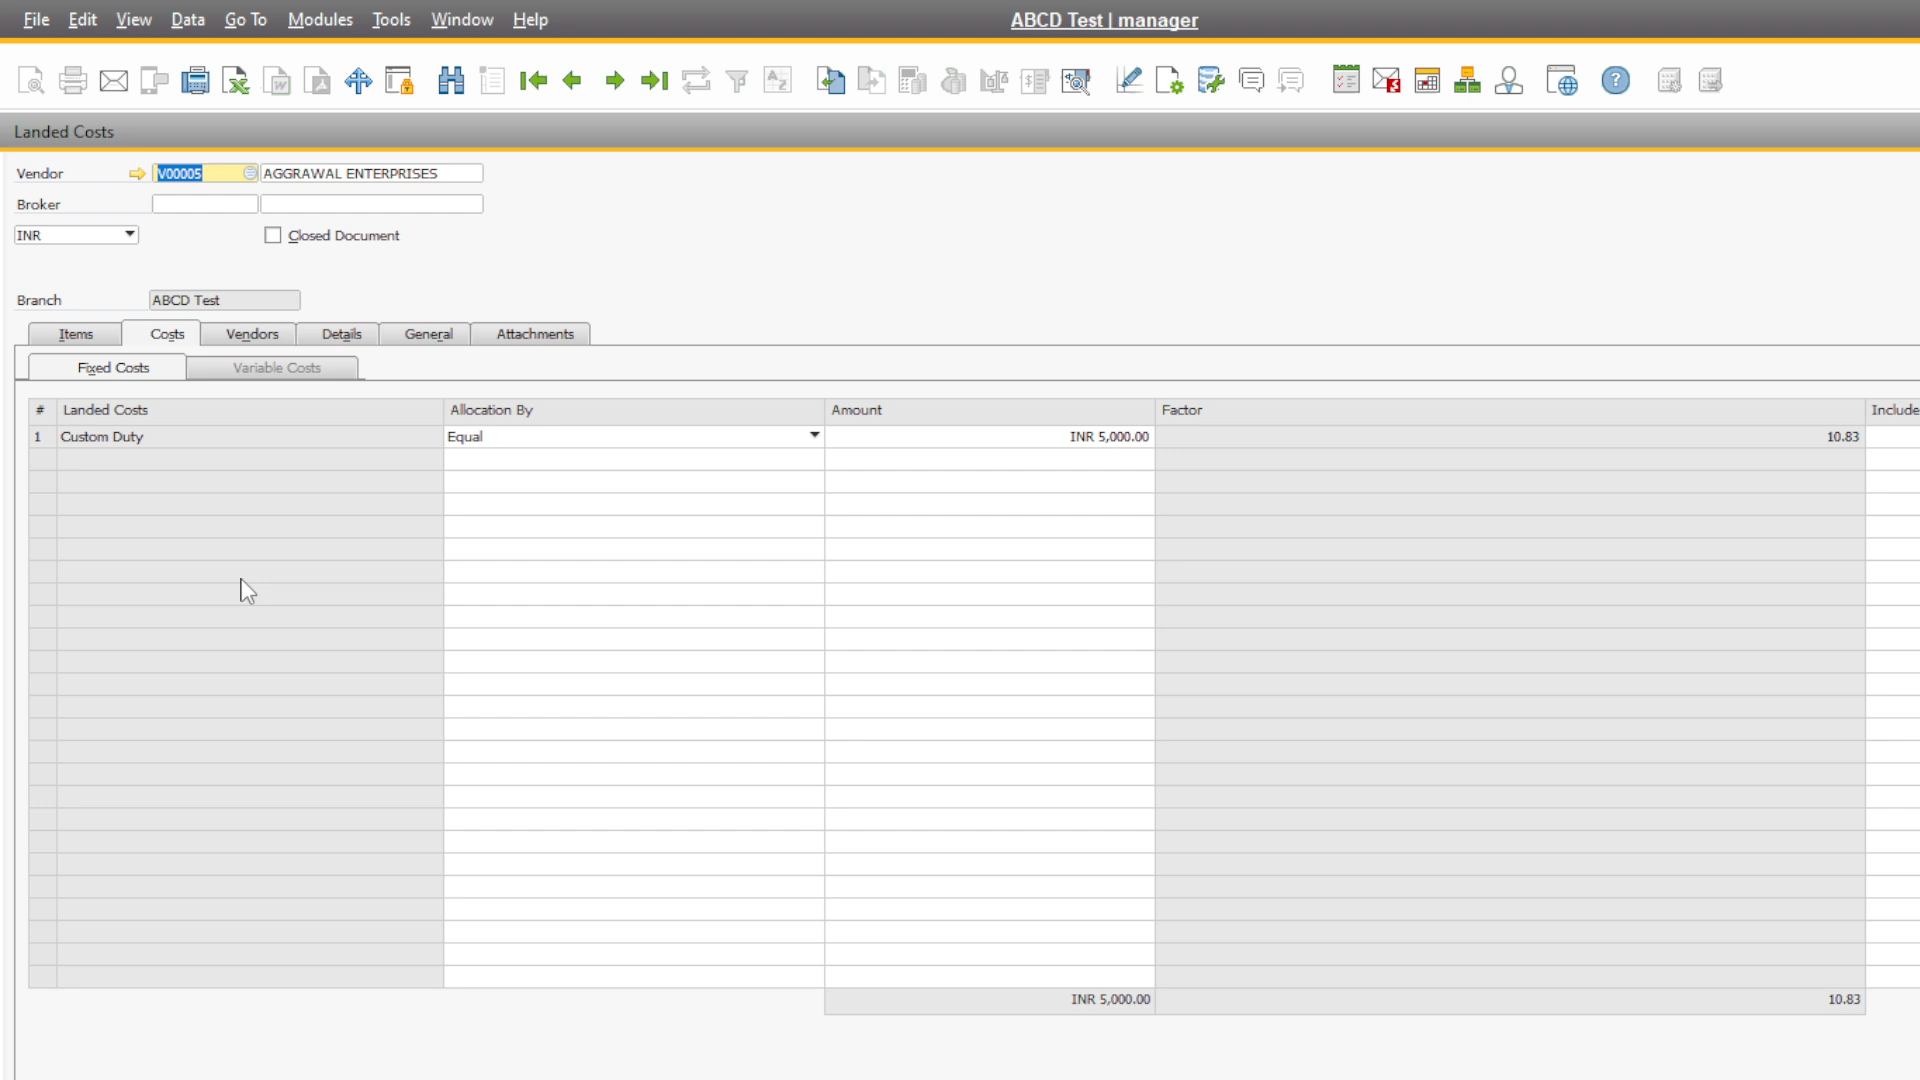 File Edit View Data Go To Modules Tools Window Help ABCD Test | manager
Landed Costs
Vendor V00005 AGGRAWAL ENTERPRISES
Broker
INR Closed Document
Branch ABCD Test
Items Costs Vendors Details General Attachments
Fixed Costs Variable Costs
# Landed Costs Allocation By Amount Factor Include
1 Custom Duty Equal INR 5,000.00 10.83
INR 5,000.00 10.83